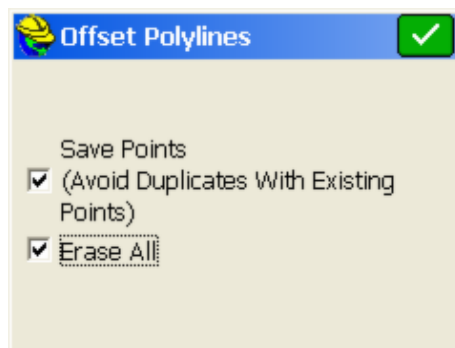 Offset Polylines
Save Points
(Avoid Duplicates With Existing
Points)
Erase All